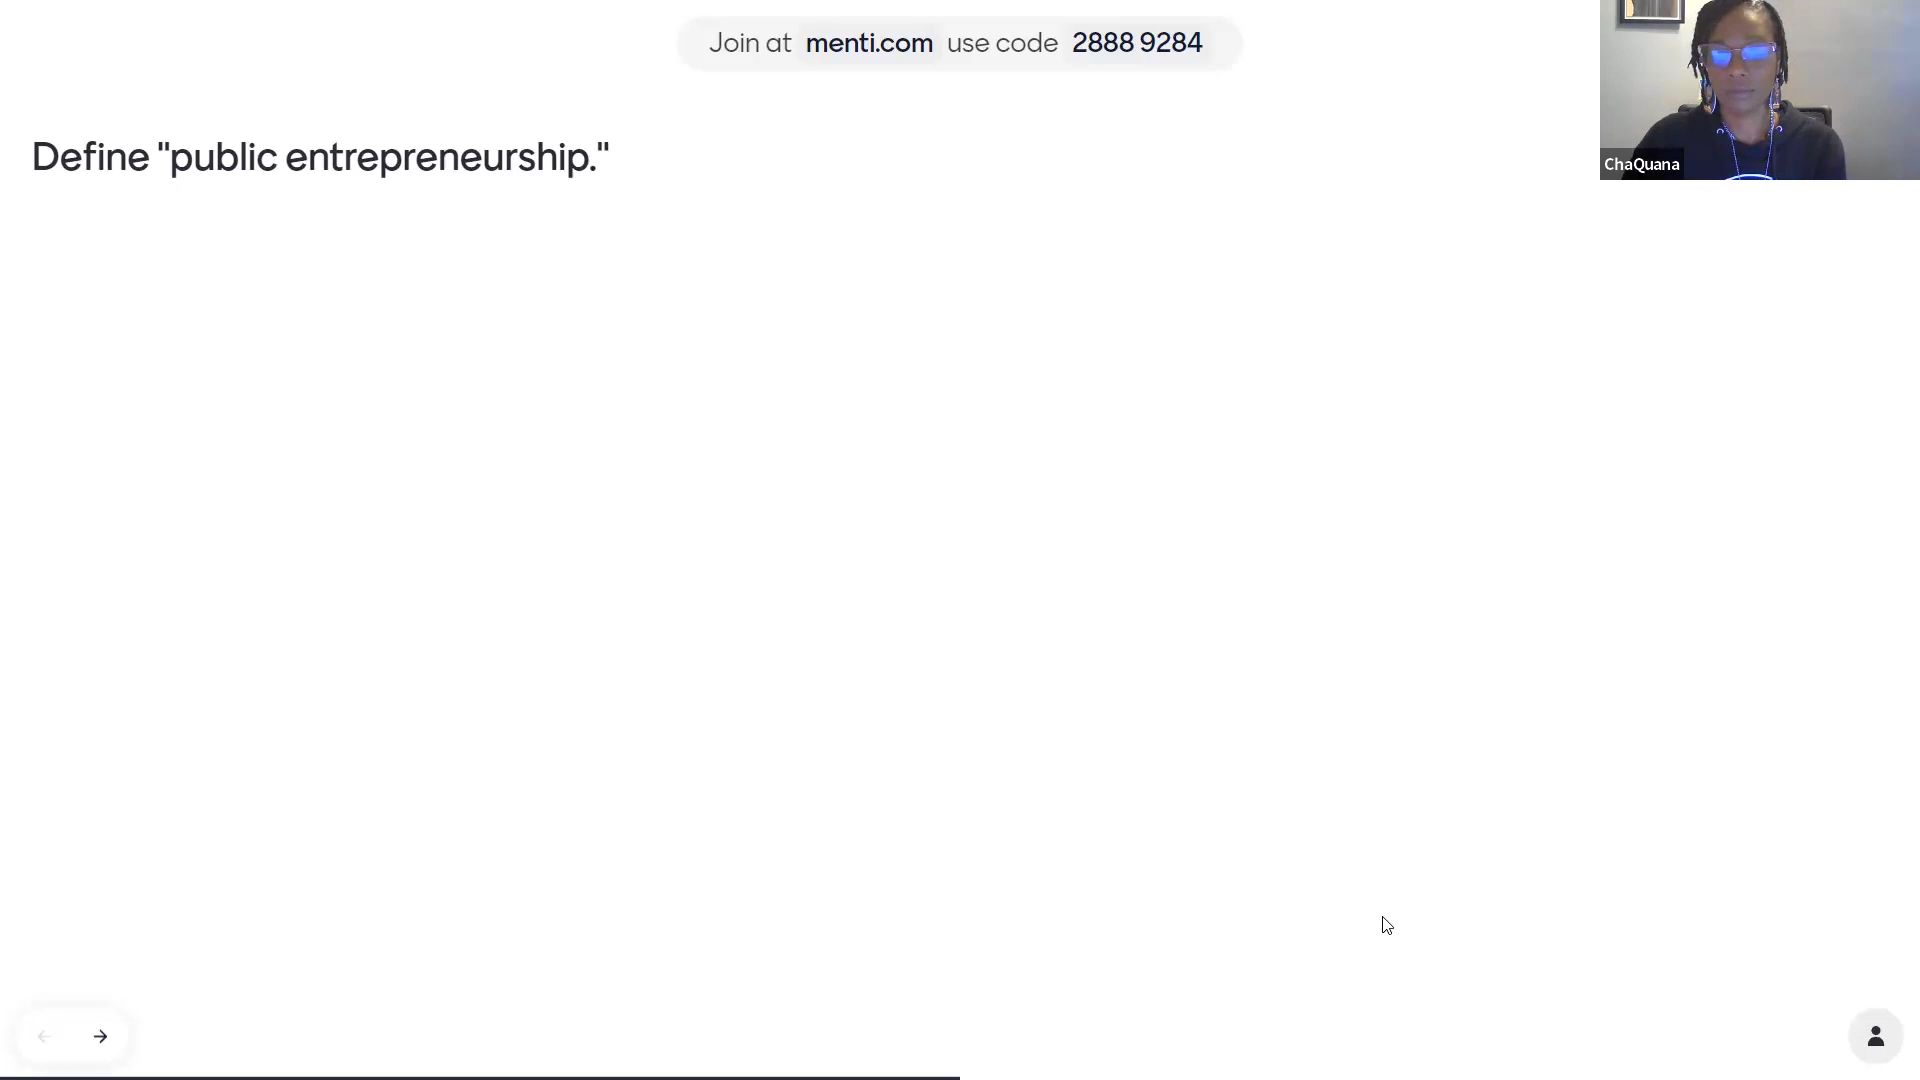 Join at menti.com use code 2888 9284
Define "public entrepreneurship."
ChaQuana